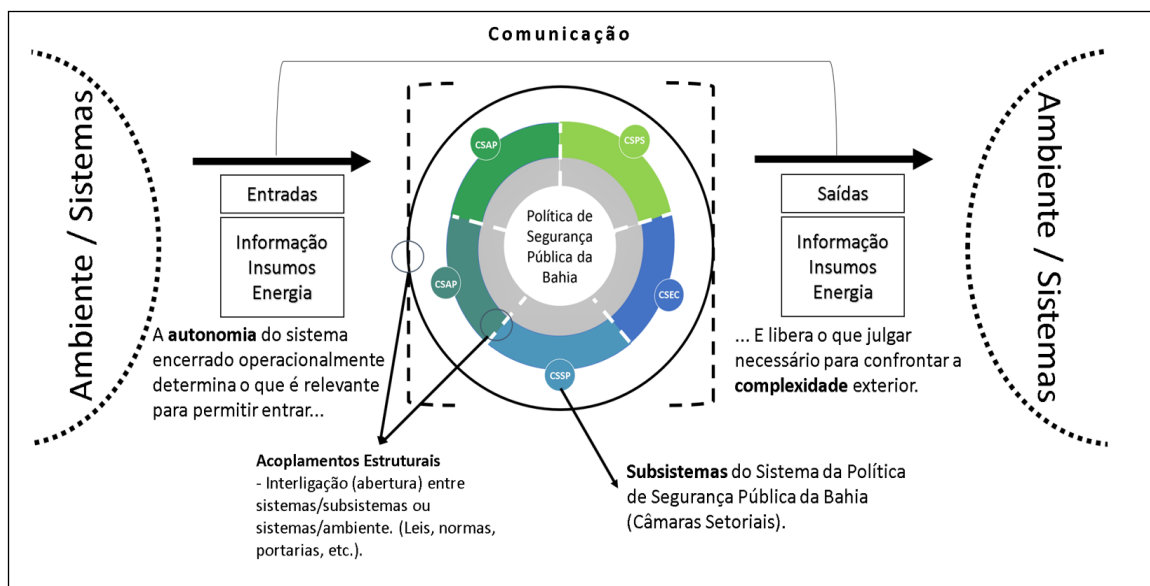 Comunicação
Ambiente / Sistemas
Entradas
Informação
Insumos
Energia
A autonomia do sistema
encerrado operacionalmente
determina o que é relevante
para permitir entrar...
CSAP
CSPS
CSAP
CSEC
CSSP
Política de
Segurança
Pública da
Bahia
Saídas
Informação
Insumos
Energia
... E libera o que julgar
necessário para confrontar a
complexidade exterior.
Ambiente / Sistemas
Acoplamentos Estruturais
- Interligação (abertura) entre
sistemas/subsistemas ou
sistemas/ambiente. (Leis, normas,
portarias, etc.).
Subsistemas do Sistema da Política
de Segurança Pública da Bahia
(Câmaras Setoriais).